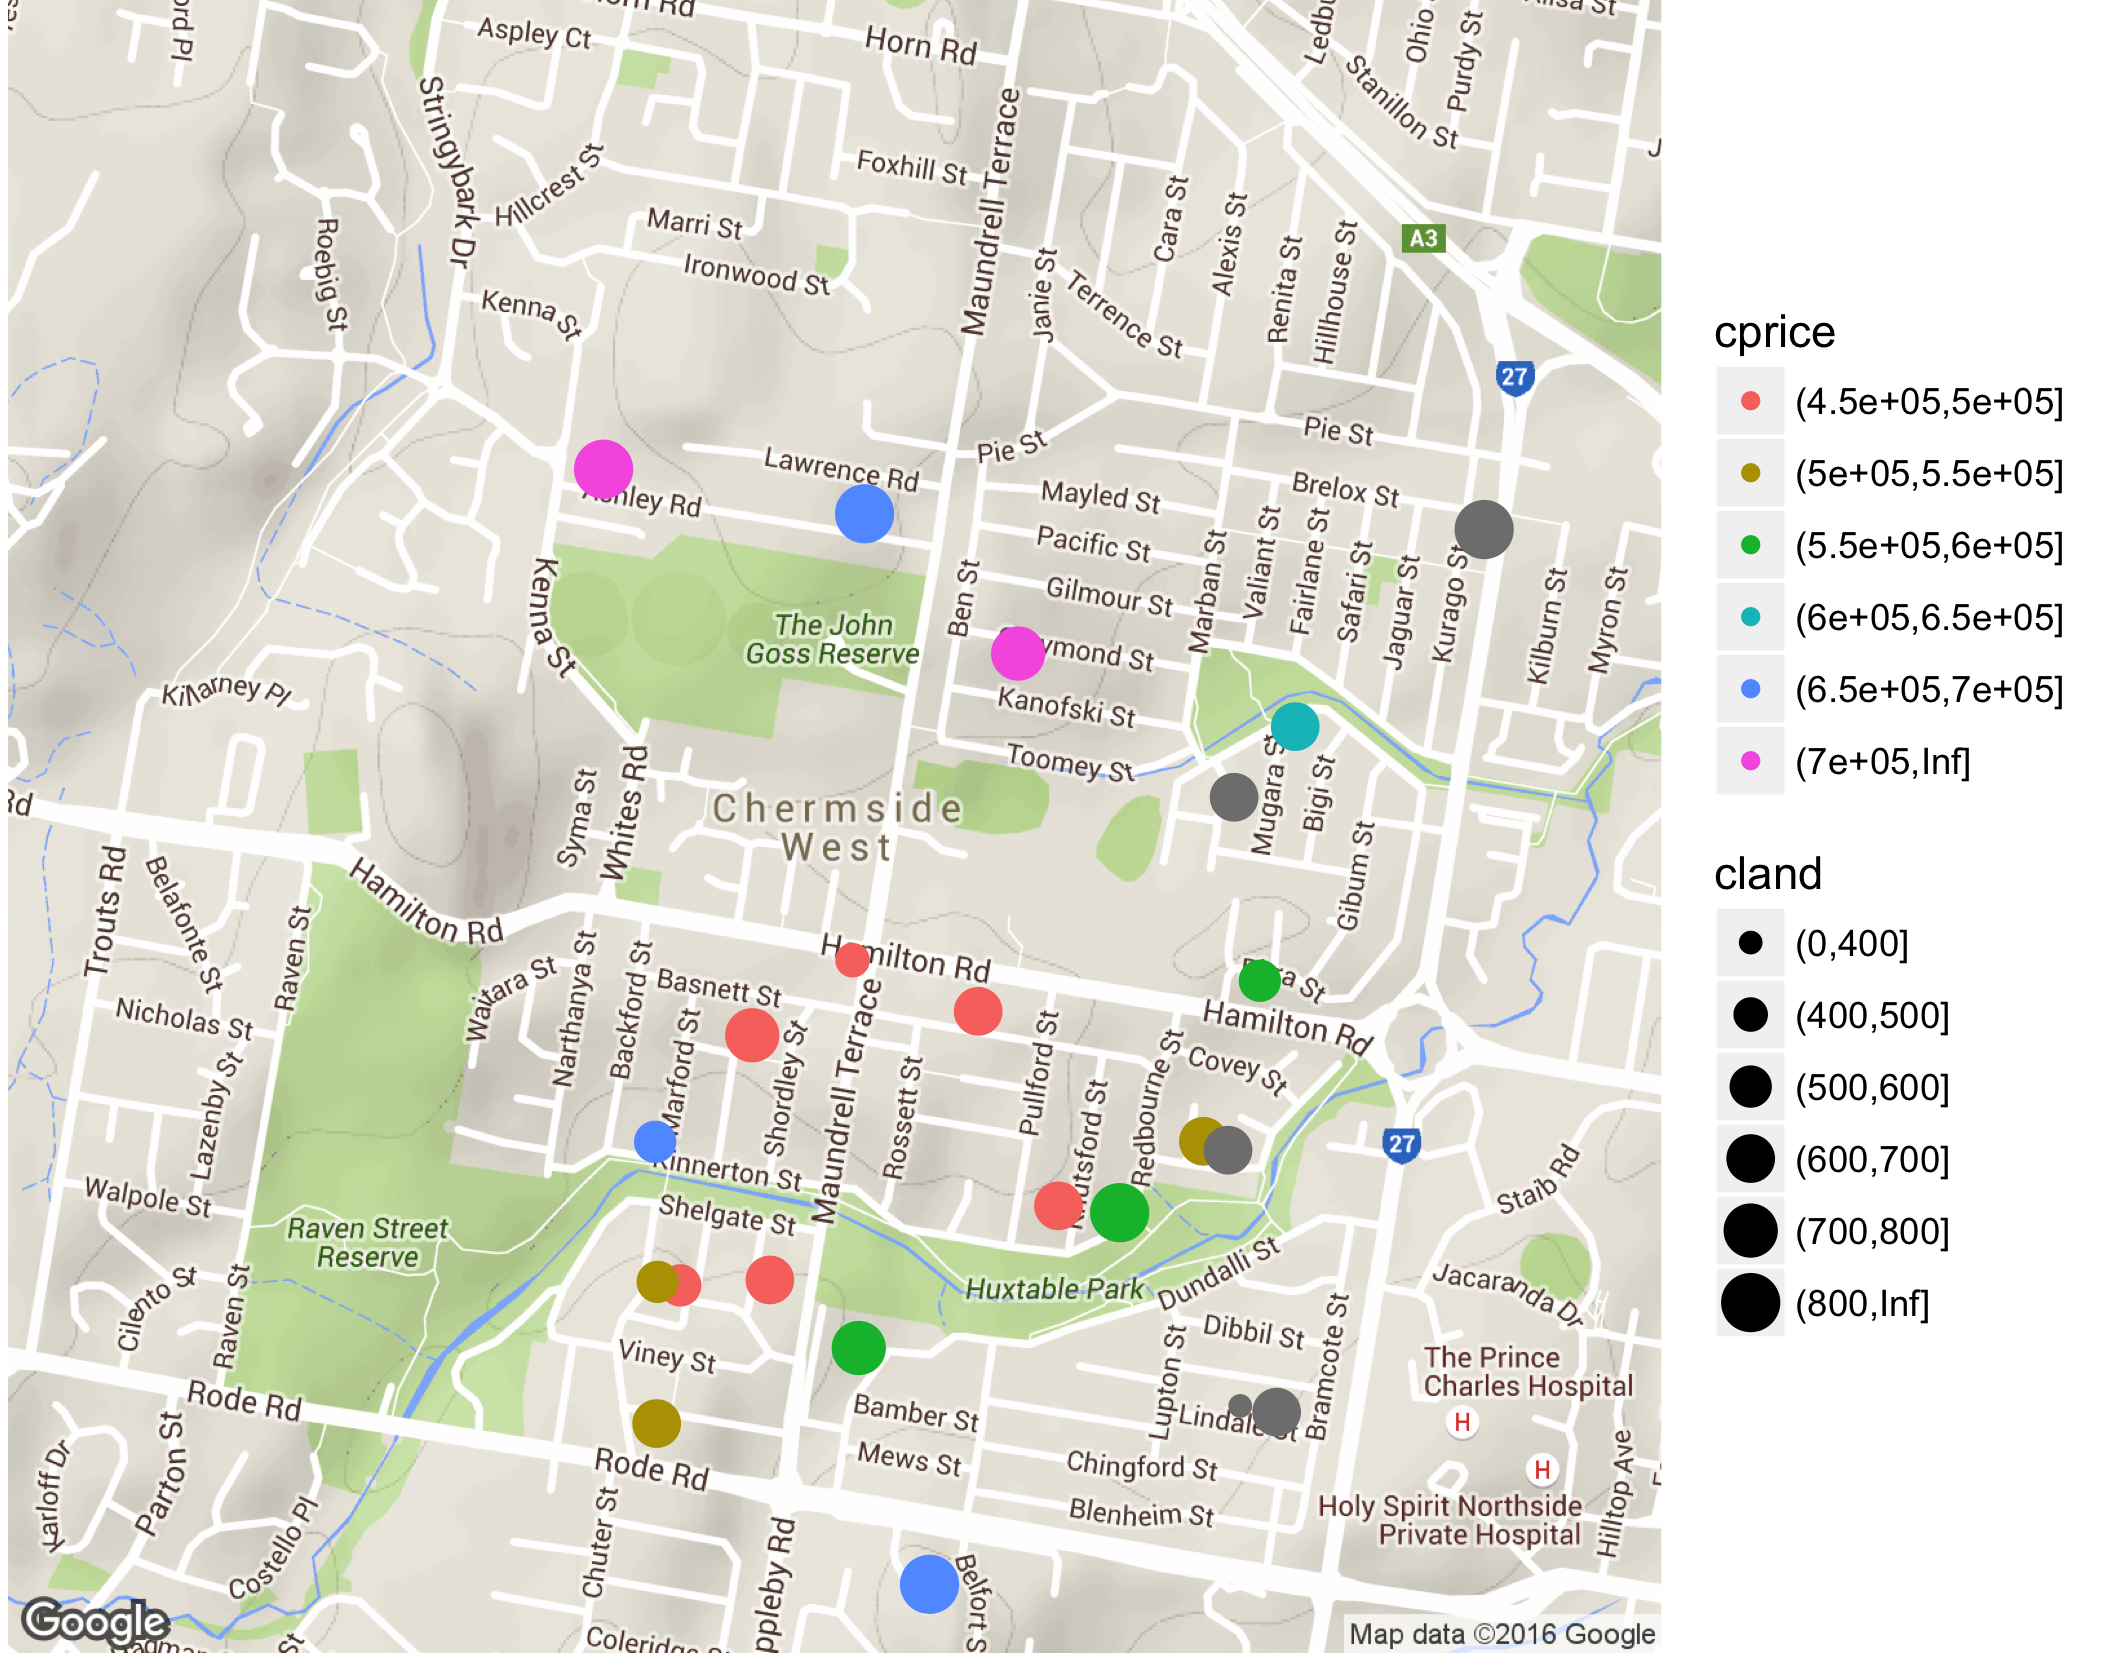 Aspley Ct
Horn Rd
Ledbu
Ohio
Purdy St
Stanillon St
Stringybark Dr
Hillcrest St
Foxhill St
Maundrell Terrace
Marri St
Ironwood St
Roebig St
Kenna St
Janie St
Terrence St
Cara St
Alexis St
Renita St
Hillhouse St
A3
27
Pie St
Pie St
Lawrence Rd
Ashley Rd
Mayled St
Brelox St
Pacific St
Gilmour St
Ben St
Marban St
Valiant St
Fairlane St
Safari St
Jaguar St
Kurago St
Kilburn St
Myron St
Kenna St
The John
Goss Reserve
ymond St
Kanofski St
Toomey St
Killarney Pl
Rd
Syma St
Whites Rd
Chermside
West
Mugara St
Bigi St
Gibum St
Trouts Rd
Belafonte St
Hamilton Rd
Raven St
Waitara St
Narthanya St
Backford St
Basnett St
Hamilton Rd
ra St
Hamilton Rd
Nicholas St
Lazenby St
Marford St
Shordley St
Maundrell Terrace
Rossett St
Pullford St
Knutsford St
Redbourne St
Covey St
27
Kinnerton St
Walpole St
Shelgate St
Raven Street
Reserve
Cilento St
Raven St
Huxtable Park
Dundalli St
Staib Rd
Jacaranda Dr
Viney St
Dibbil St
Lupton St
Bramcote St
The Prince
Charles Hospital
H
Rode Rd
Bamber St
Lindale St
Mews St
Rode Rd
Chingford St
Blenheim St
H
Holy Spirit Northside
Private Hospital
Hilltop Ave
Karloff Dr
Parton St
Costello Pl
Chuter St
ppleby Rd
Belfort S
Coleridge
Google
Map data ©2016 Google
cprice
(4.5e+05,5e+05]
(5e+05,5.5e+05]
(5.5e+05,6e+05]
(6e+05,6.5e+05]
(6.5e+05,7e+05]
(7e+05,Inf]
cland
(0,400]
(400,500]
(500,600]
(600,700]
(700,800]
(800,Inf]